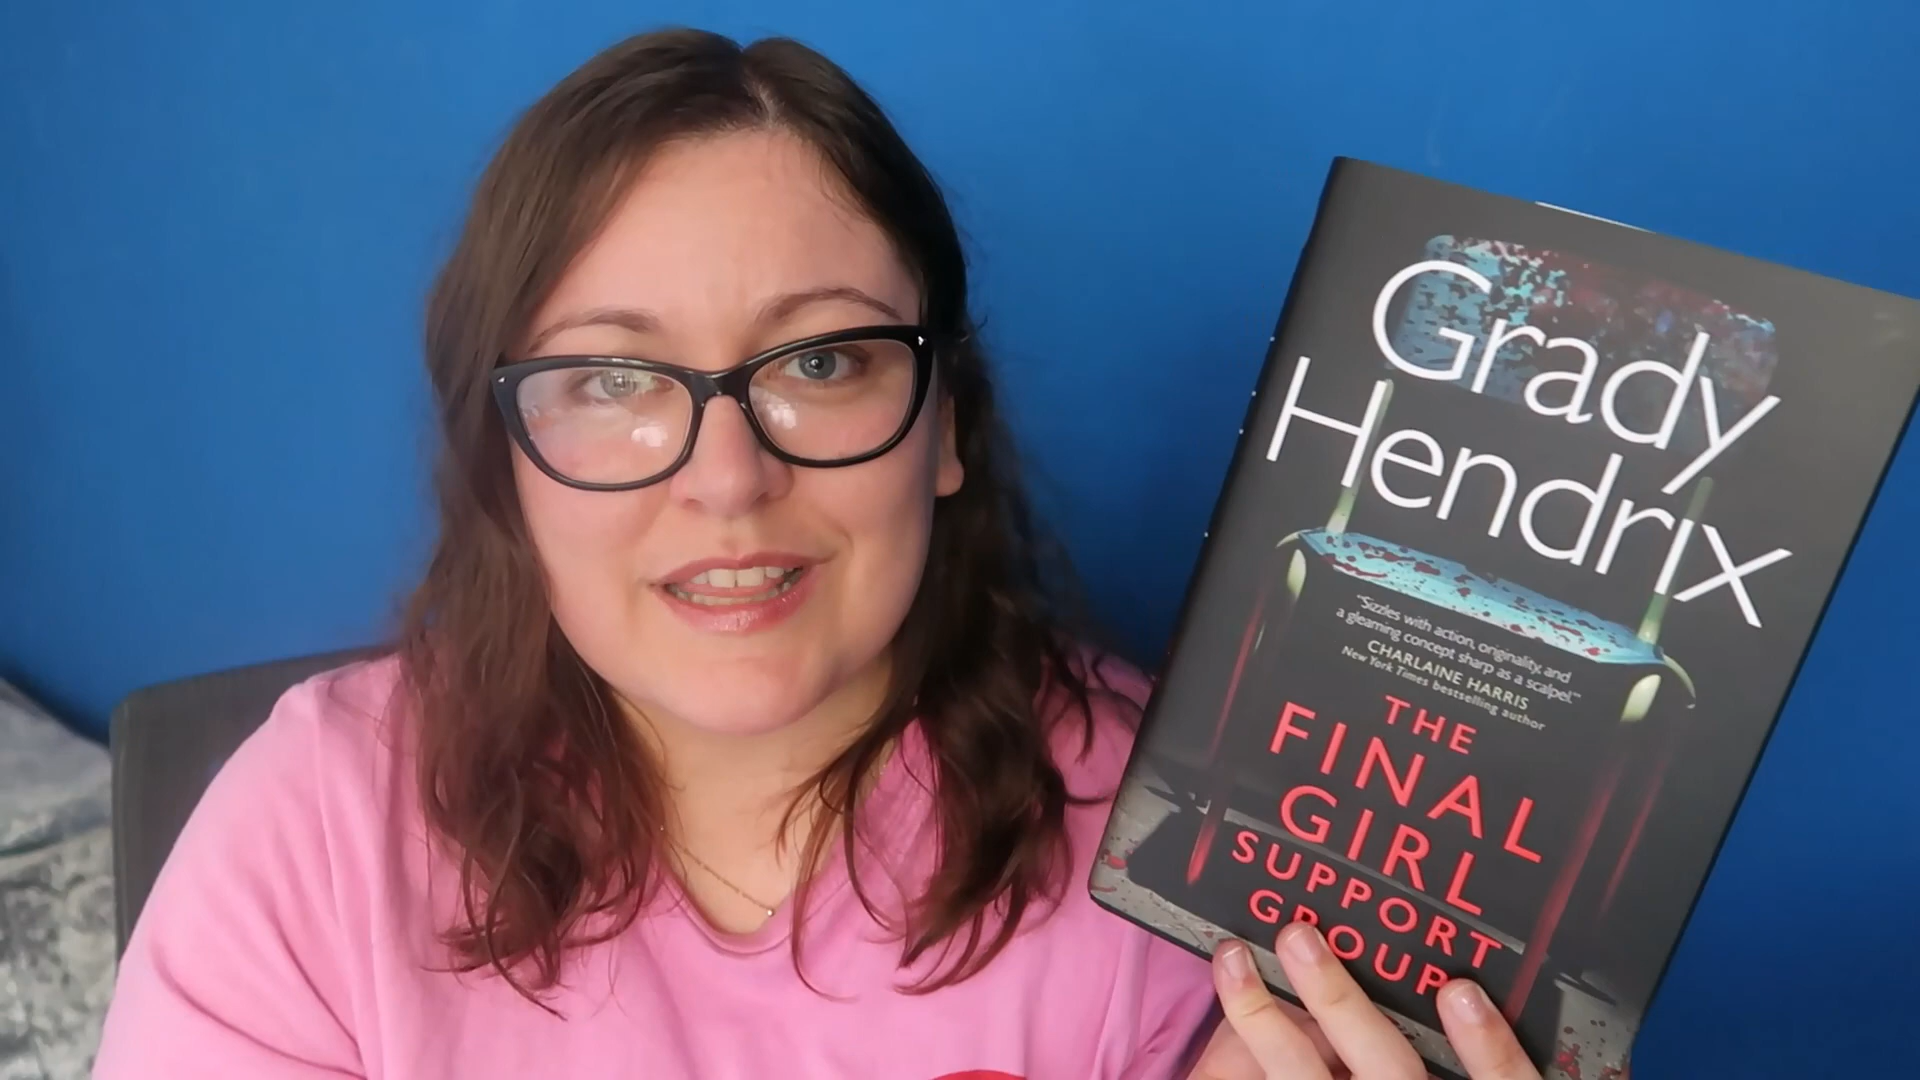 Grady
Hendrix
"Sizzles with action, originality, and
a gleaming concept sharp as a scalpel."
CHARLAINE HARRIS
New York Times bestselling author
THE
FINAL
GIRL
SUPPORT
GROUP